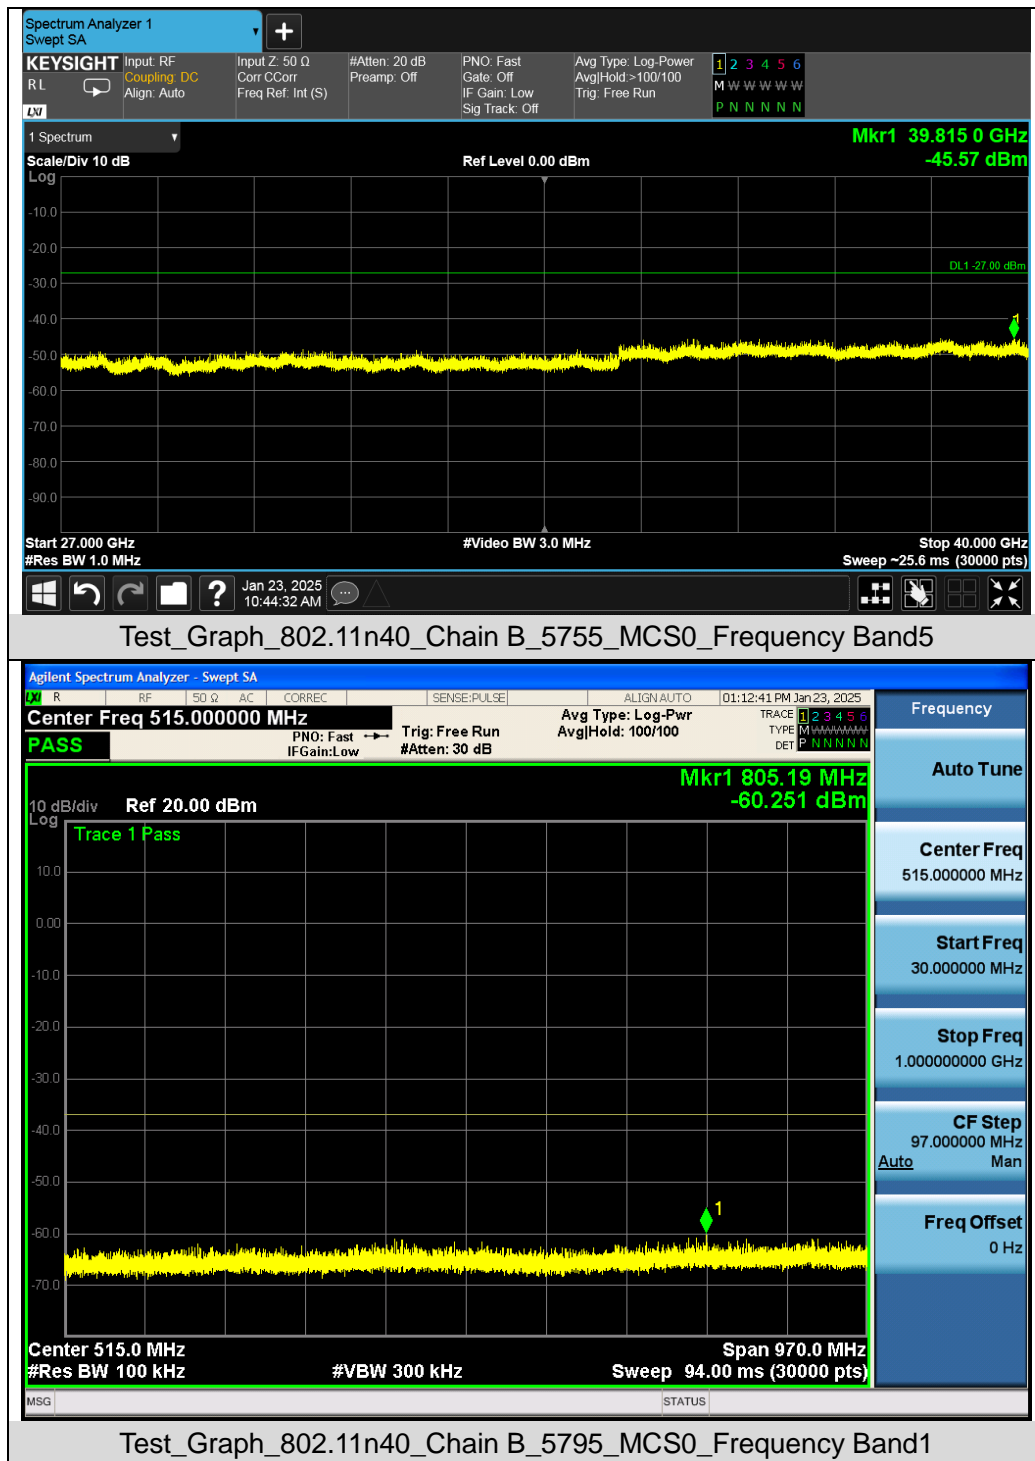 Spectrum Analyzer 1
Swept SA
KEYSIGHT
R L
LXI
Input: RF
Coupling: DC
Align: Auto
Input Z: 50 Ω
Corr CCorr
Freq Ref: Int (S)
#Atten: 20 dB
Preamp: Off
PNO: Fast
Gate: Off
IF Gain: Low
Sig Track: Off
Avg Type: Log-Power
Avg|Hold:>100/100
Trig: Free Run
1 2 3 4 5 6
M W W W W W
P N N N N N
1 Spectrum
Mkr1 39.815 0 GHz
Scale/Div 10 dB
Ref Level 0.00 dBm
-45.57 dBm
Log
-10.0
-20.0
DL1 -27.00 dBm
-30.0
-40.0
1
-50.0
-60.0
-70.0
-80.0
-90.0
Start 27.000 GHz
#Video BW 3.0 MHz
Stop 40.000 GHz
#Res BW 1.0 MHz
Sweep ~25.6 ms (30000 pts)
?
Jan 23, 2025
10:44:32 AM
Test_Graph_802.11n40_Chain B_5755_MCS0_Frequency Band5
Agilent Spectrum Analyzer - Swept SA
LXI R RF 50 Ω AC CORREC SENSE:PULSE ALIGN AUTO 01:12:41 PM Jan 23, 2025
Center Freq 515.000000 MHz
PASS
PNO: Fast
IFGain:Low
Trig: Free Run
#Atten: 30 dB
Avg Type: Log-Pwr
Avg|Hold: 100/100
TRACE 1 2 3 4 5 6
TYPE M W W W W W
DET P N N N N N
Frequency
Auto Tune
Center Freq
515.000000 MHz
Start Freq
30.000000 MHz
Stop Freq
1.000000000 GHz
CF Step
97.000000 MHz
Auto Man
Freq Offset
0 Hz
Mkr1 805.19 MHz
-60.251 dBm
10 dB/div Ref 20.00 dBm
Log
Trace 1 Pass
10.0
0.00
-10.0
-20.0
-30.0
-40.0
-50.0
1
-60.0
-70.0
Center 515.0 MHz
Span 970.0 MHz
#Res BW 100 kHz
#VBW 300 kHz
Sweep 94.00 ms (30000 pts)
MSG
STATUS
Test_Graph_802.11n40_Chain B_5795_MCS0_Frequency Band1